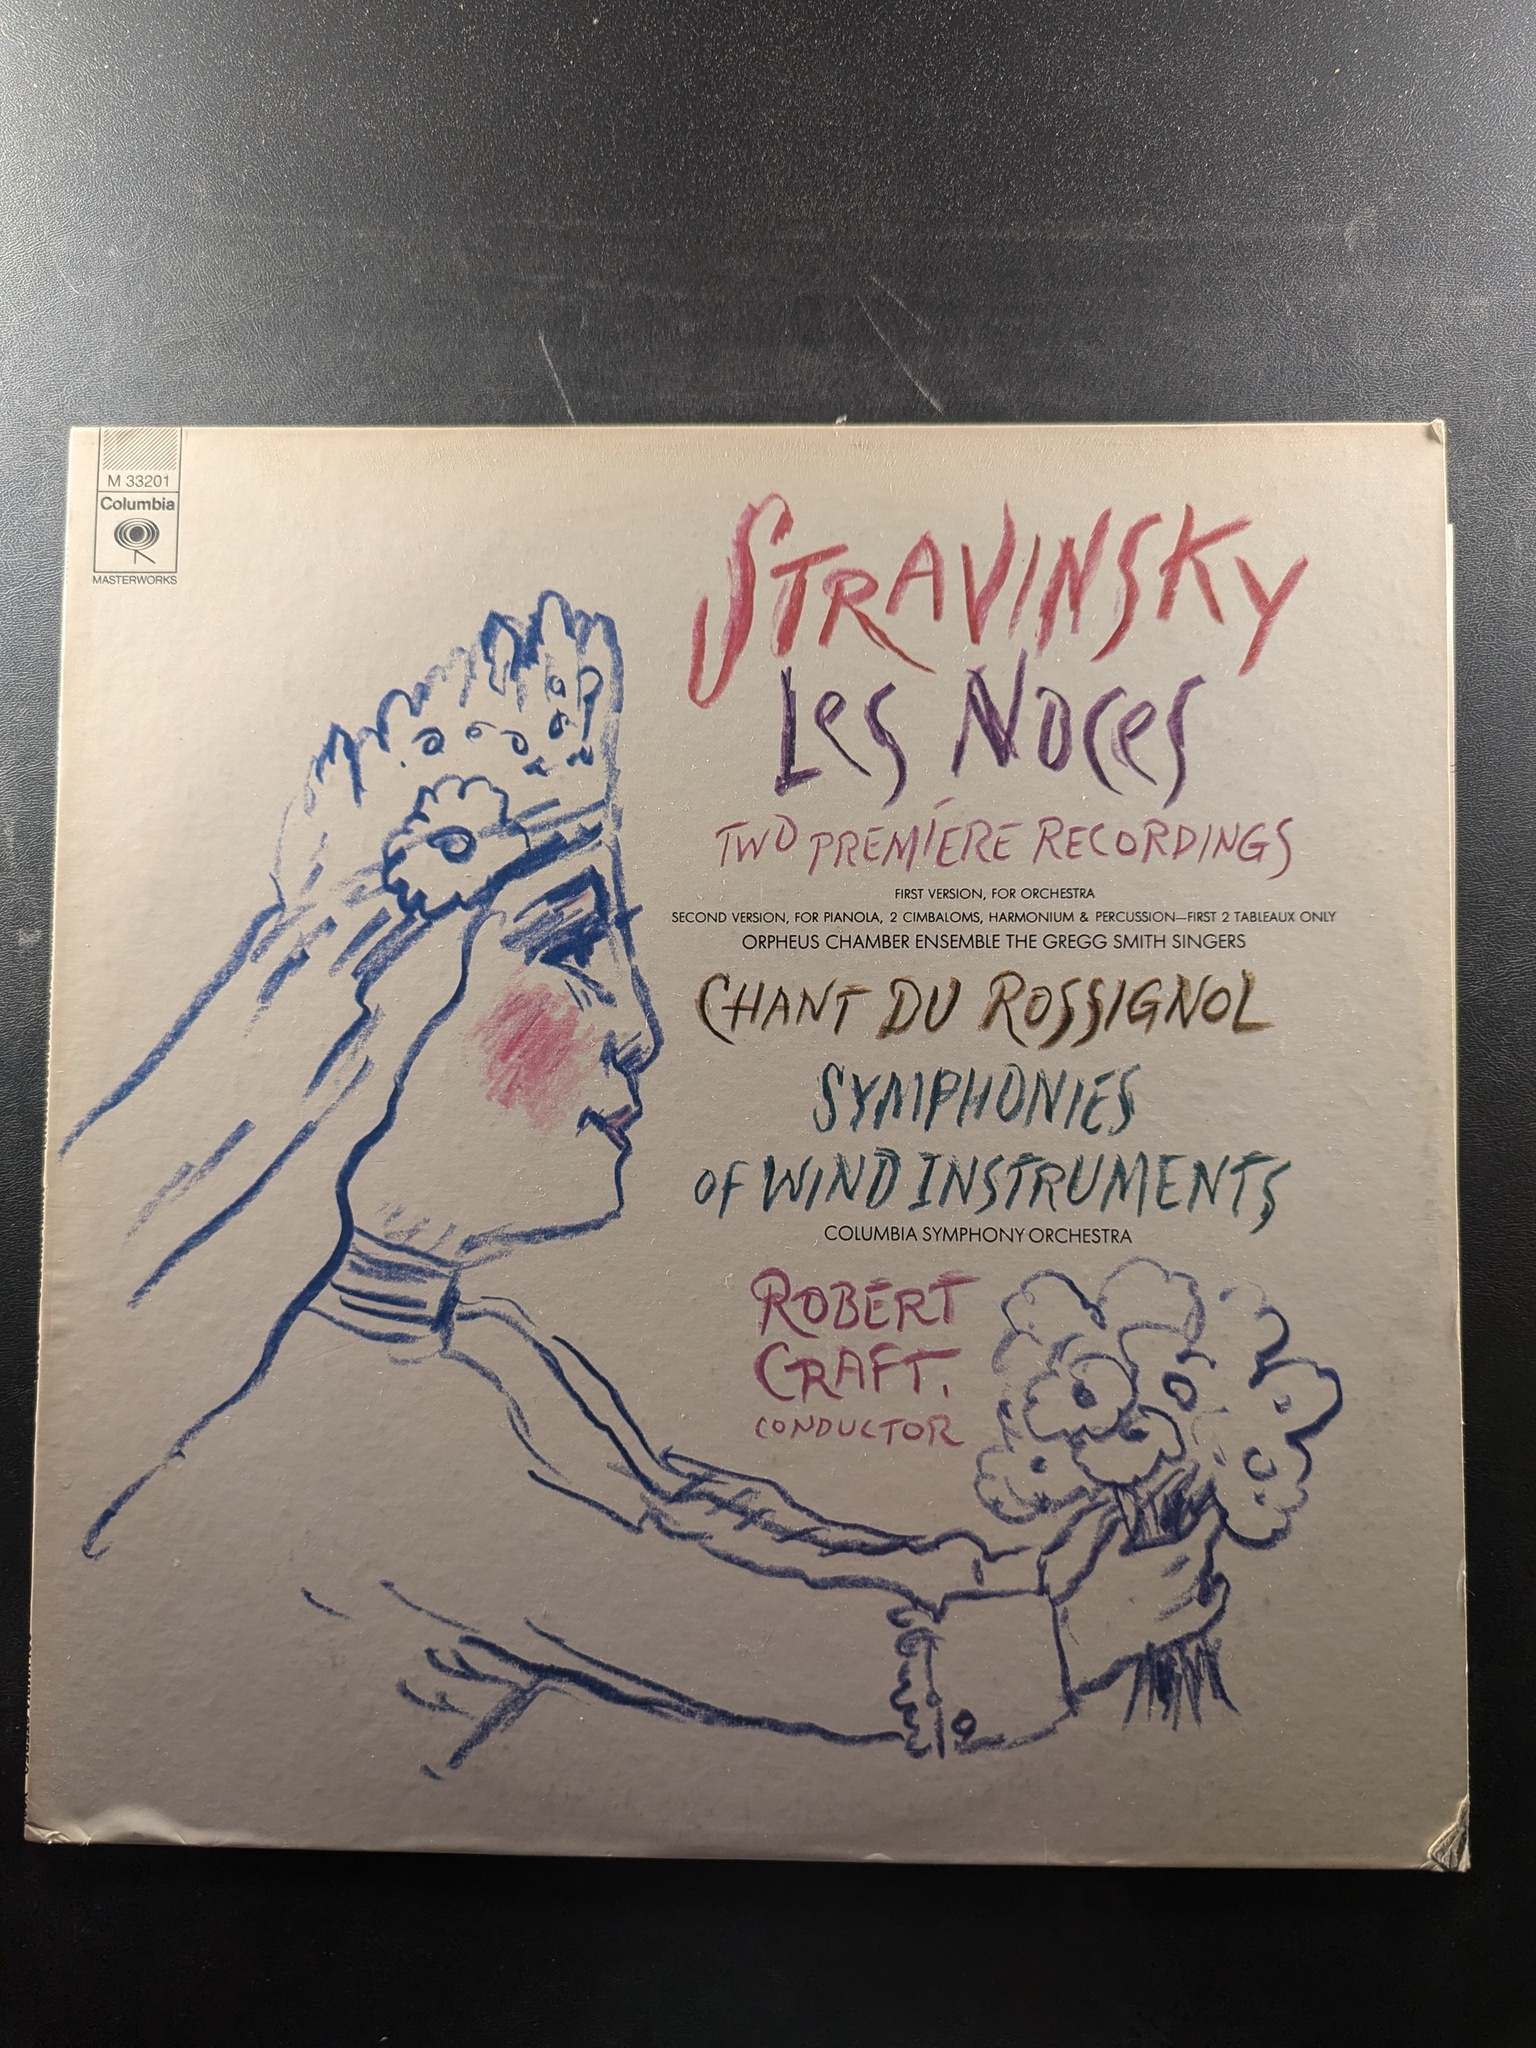 M 33201
Columbia
MASTERWORKS
STRAVINSKY
Les Noces
TWO PREMIÈRE RECORDINGS
FIRST VERSION, FOR ORCHESTRA
SECOND VERSION, FOR PIANOLA, 2 CIMBALOMS, HARMONIUM & PERCUSSION—FIRST 2 TABLEAUX ONLY
ORPHEUS CHAMBER ENSEMBLE THE GREGG SMITH SINGERS
CHANT DU ROSSIGNOL
SYMPHONIES
OF WIND INSTRUMENTS
COLUMBIA SYMPHONY ORCHESTRA
ROBERT
CRAFT,
CONDUCTOR